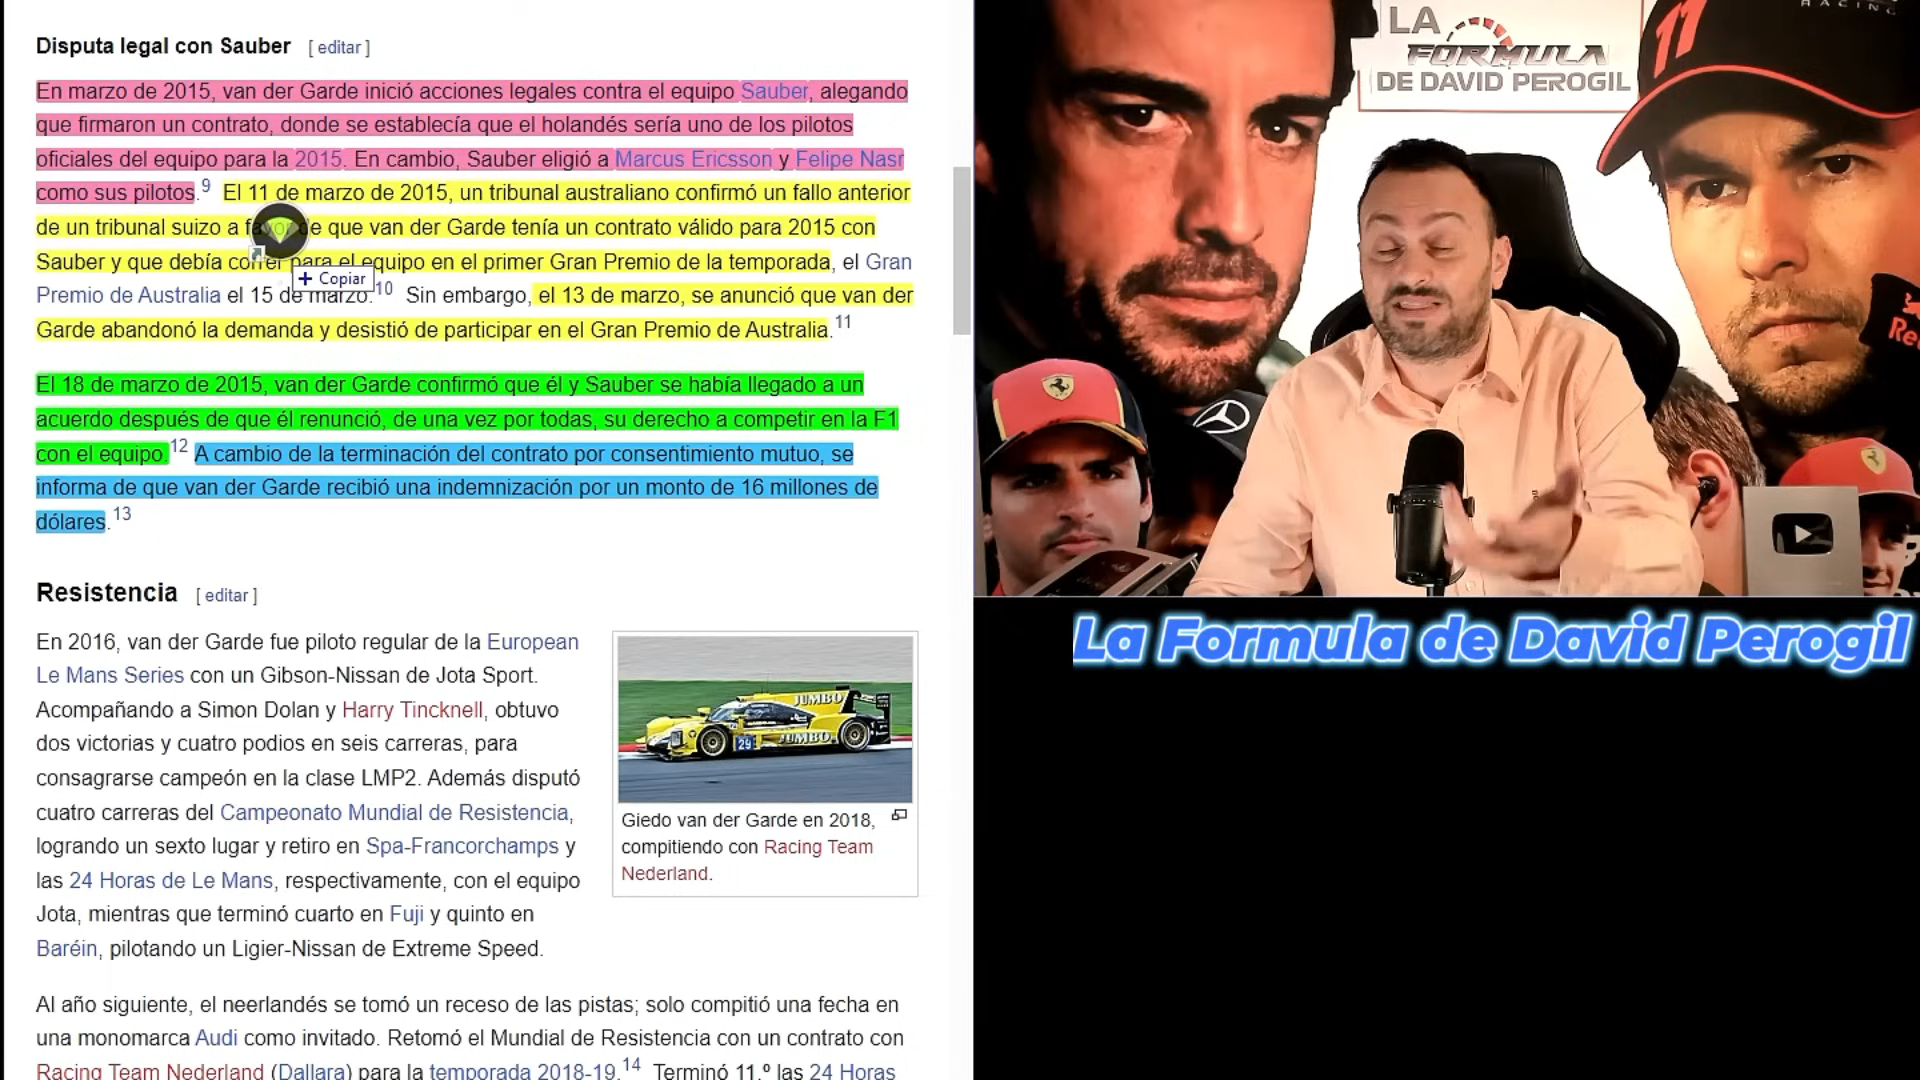 Disputa legal con Sauber [ editar ]
En marzo de 2015, van der Garde inició acciones legales contra el equipo Sauber, alegando
que firmaron un contrato, donde se establecía que el holandés sería uno de los pilotos
oficiales del equipo para la 2015. En cambio, Sauber eligió a Marcus Ericsson y Felipe Nasr
como sus pilotos.9 El 11 de marzo de 2015, un tribunal australiano confirmó un fallo anterior
de un tribunal suizo a favor de que van der Garde tenía un contrato válido para 2015 con
Sauber y que debía correr para el equipo en el primer Gran Premio de la temporada, el Gran
Premio de Australia el 15 de marzo.10 Sin embargo, el 13 de marzo, se anunció que van der
Garde abandonó la demanda y desistió de participar en el Gran Premio de Australia.11
+ Copiar
El 18 de marzo de 2015, van der Garde confirmó que él y Sauber se había llegado a un
acuerdo después de que él renunció, de una vez por todas, su derecho a competir en la F1
con el equipo.12 A cambio de la terminación del contrato por consentimiento mutuo, se
informa de que van der Garde recibió una indemnización por un monto de 16 millones de
dólares.13
Resistencia [ editar ]
En 2016, van der Garde fue piloto regular de la European
Le Mans Series con un Gibson-Nissan de Jota Sport.
Acompañando a Simon Dolan y Harry Tincknell, obtuvo
dos victorias y cuatro podios en seis carreras, para
consagrarse campeón en la clase LMP2. Además disputó
cuatro carreras del Campeonato Mundial de Resistencia,
logrando un sexto lugar y retiro en Spa-Francorchamps y
las 24 Horas de Le Mans, respectivamente, con el equipo
Jota, mientras que terminó cuarto en Fuji y quinto en
Baréin, pilotando un Ligier-Nissan de Extreme Speed.
JUMBO
JUMBO
29
Giedo van der Garde en 2018,
compitiendo con Racing Team
Nederland.
Al año siguiente, el neerlandés se tomó un receso de las pistas; solo compitió una fecha en
una monomarca Audi como invitado. Retomó el Mundial de Resistencia con un contrato con
Racing Team Nederland (Dallara) para la temporada 2018-19.14 Terminó 11.º las 24 Horas
LA
FORMULA
DE DAVID PEROGIL
RACING
11
Re
La Formula de David Perogil